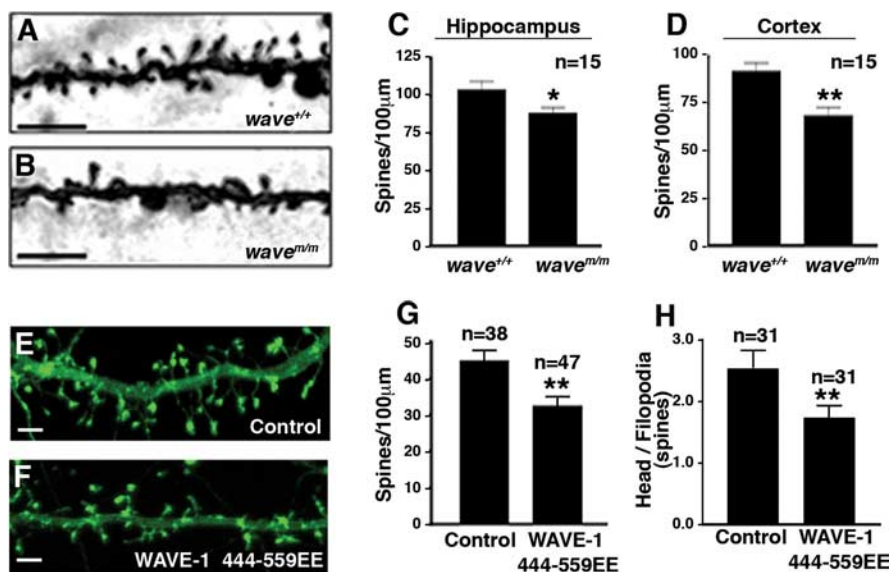 A
wave+/+
B
wavem/m
C
Hippocampus
n=15
*
Spines/100μm
125
100
75
50
25
0
wave+/+ wavem/m
D
Cortex
n=15
**
Spines/100μm
100
75
50
25
0
wave+/+ wavem/m
E
Control
F
WAVE-1 444-559EE
G
n=38
n=47
**
Spines/100μm
50
40
30
20
10
0
Control WAVE-1
444-559EE
H
n=31
n=31
**
Head / Filopodia
(spines)
3.0
2.0
1.0
0.0
Control WAVE-1
444-559EE